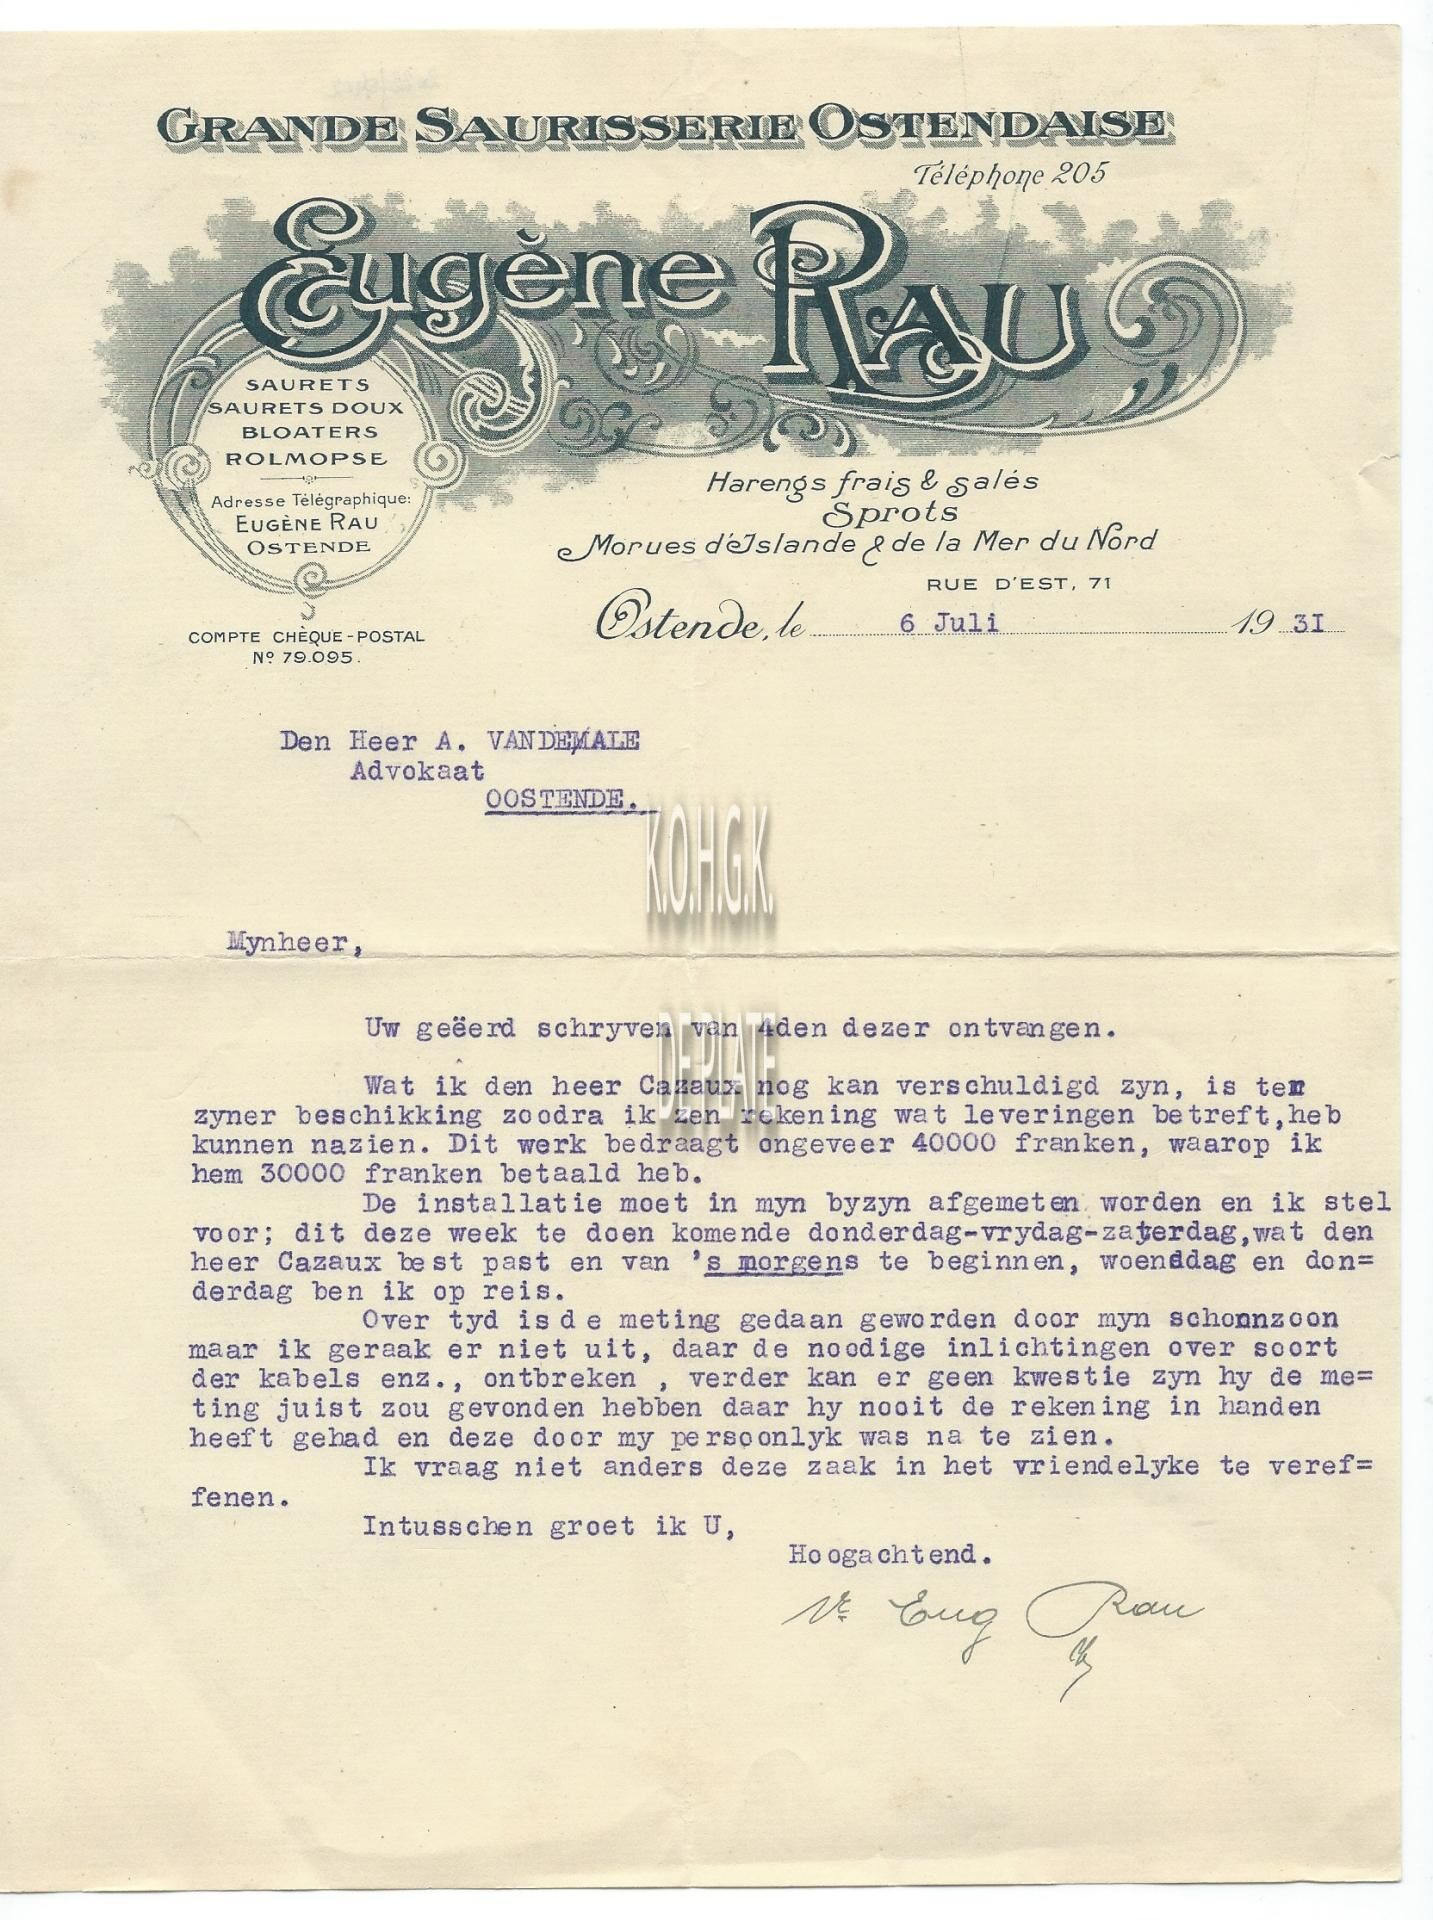 GRANDE SAURISSERIE OSTENDAISE
Téléphone 205
Eugène RAU
SAURETS
SAURETS DOUX
BLOATERS
ROLMOPSE
Adresse Télégraphique:
EUGÈNE RAU
OSTENDE
COMPTE CHÈQUE-POSTAL
Nº 79.095.
Harengs frais & salés
Sprots
Morues d'Islande & de la Mer du Nord
RUE D'EST, 71
Ostende, le 6 Juli 1931
Den Heer A. VANDEMALE
Advokaat
OOSTENDE.
K.O.H.G.K.
DE PLATE
Mynheer,
Uw geëerd schryven van 4den dezer ontvangen.
Wat ik den heer Cazaux nog kan verschuldigd zyn, is ter
zyner beschikking zoodra ik zen rekening wat leveringen betreft,heb
kunnen nazien. Dit werk bedraagt ongeveer 40000 franken, waarop ik
hem 30000 franken betaald heb.
De installatie moet in myn byzyn afgemeten worden en ik stel
voor; dit deze week te doen komende donderdag-vrydag-zaterdag,wat den
heer Cazaux best past en van 's morgens te beginnen, woensdag en don=
derdag ben ik op reis.
Over tyd is de meting gedaan geworden door myn schoonzoon
maar ik geraak er niet uit, daar de noodige inlichtingen over soort
der kabels enz., ontbreken , verder kan er geen kwestie zyn hy de me=
ting juist zou gevonden hebben daar hy nooit de rekening in handen
heeft gehad en deze door my persoonlyk was na te zien.
Ik vraag niet anders deze zaak in het vriendelyke te veref=
fenen.
Intusschen groet ik U,
Hoogachtend.
Ve Eug Rau